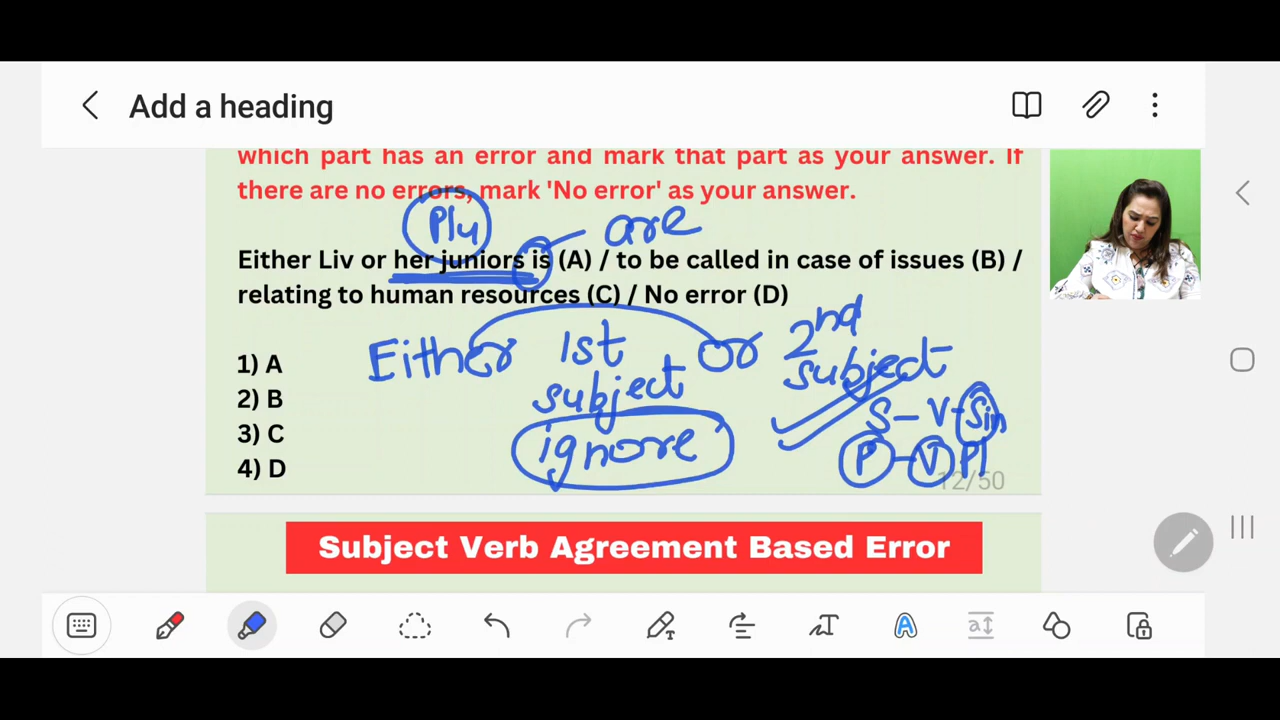 Add a heading
which part has an error and mark that part as your answer. If
there are no errors, mark 'No error' as your answer.
Plu
are
Either Liv or her juniors is (A) / to be called in case of issues (B) /
relating to human resources (C) / No error (D)
Either 1st subject or 2nd subject
ignore
S - V - Sin
P - V Pl
1) A
2) B
3) C
4) D
12/50
Subject Verb Agreement Based Error